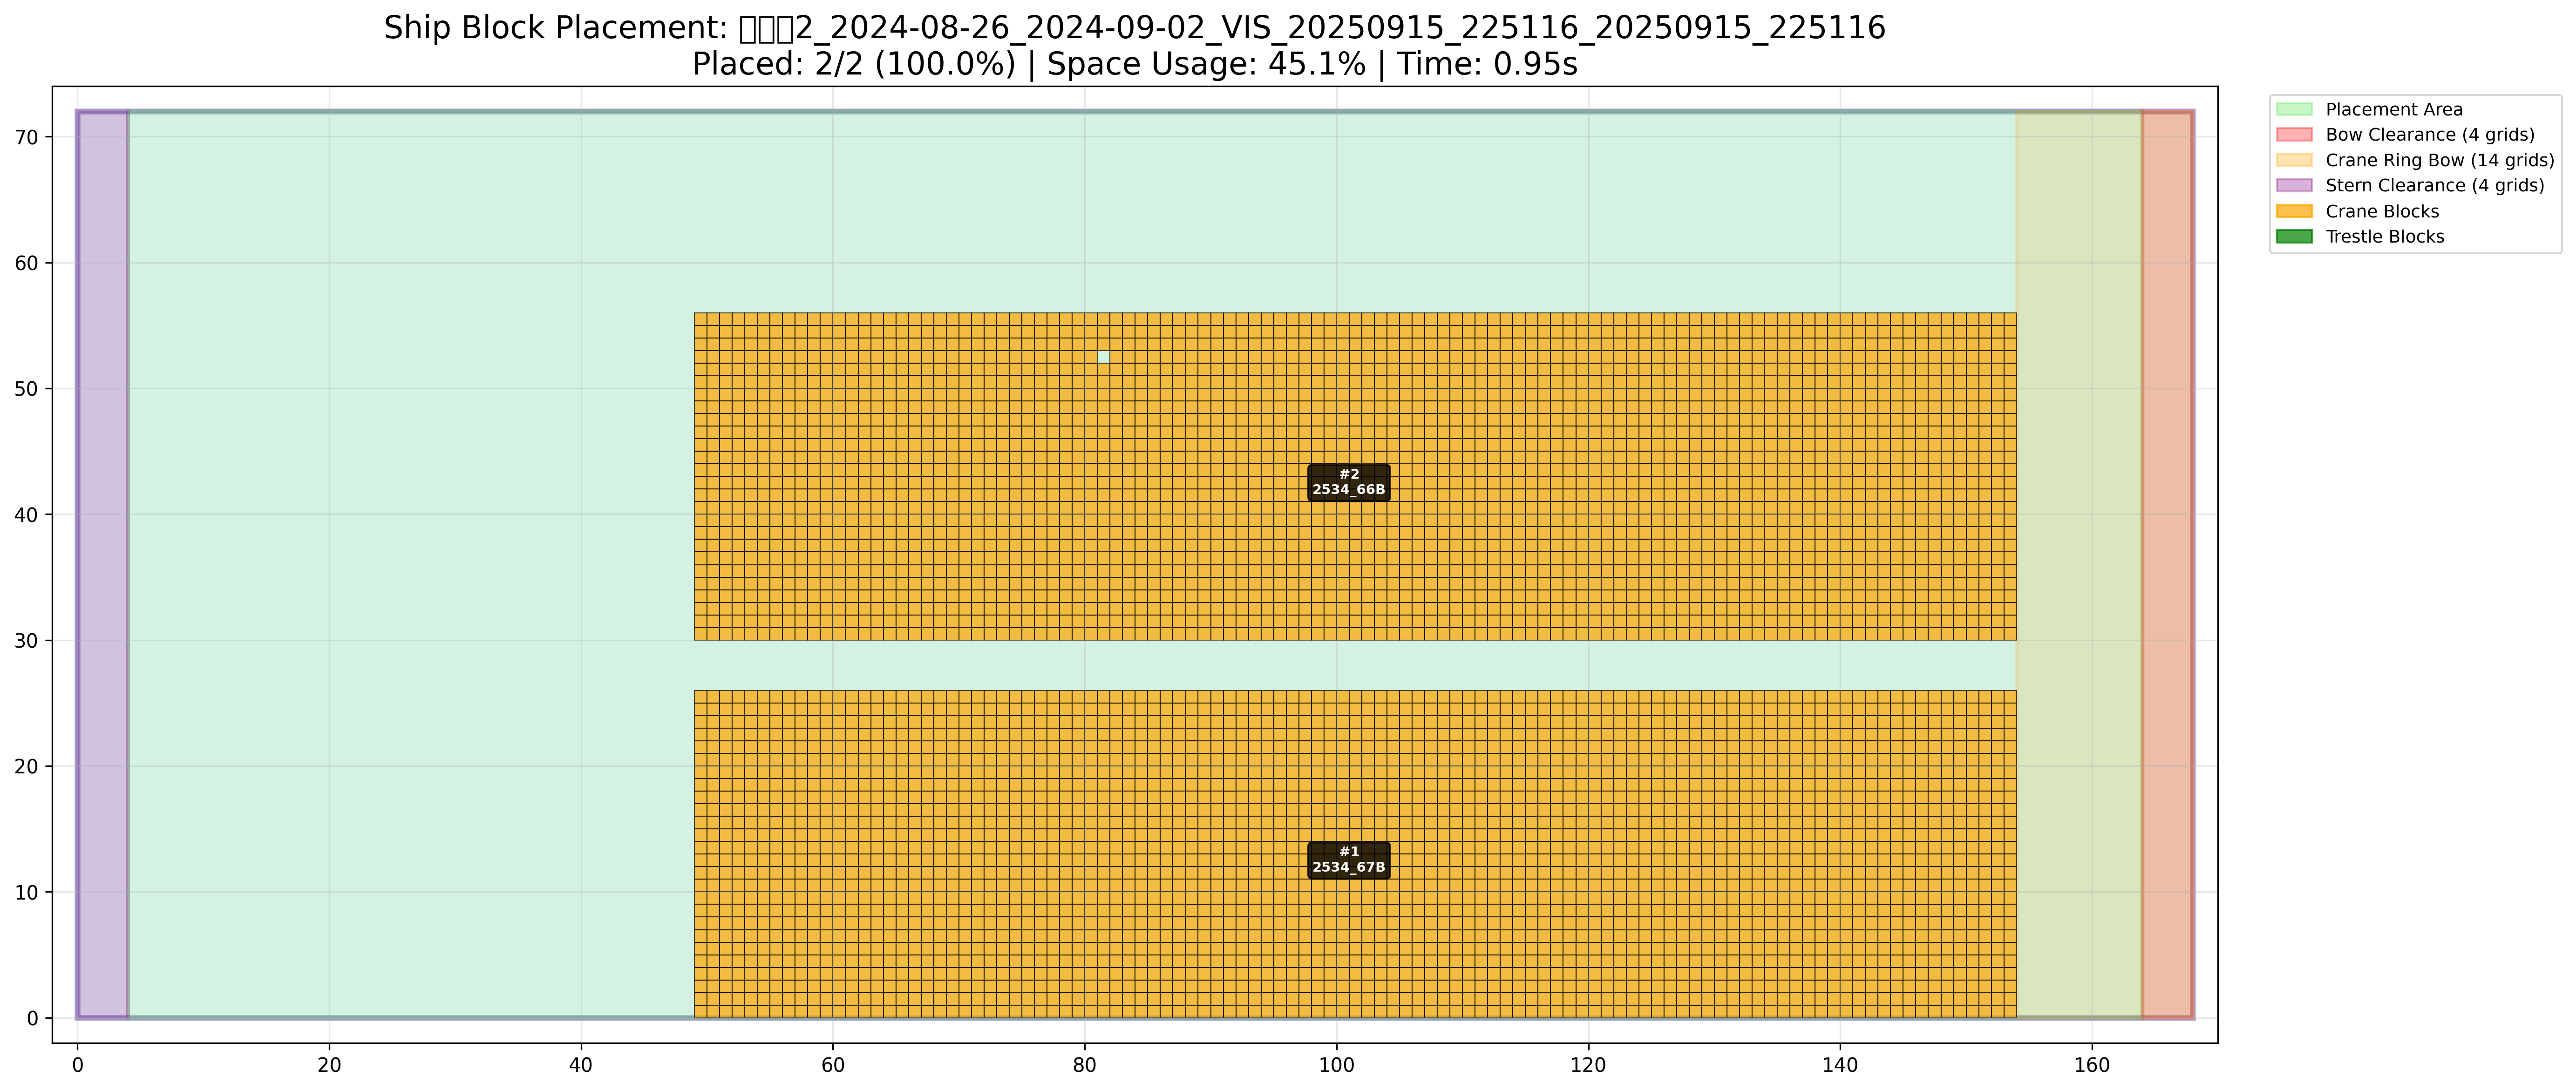 Ship Block Placement: 2_2024-08-26_2024-09-02_VIS_20250915_225116_20250915_225116
Placed: 2/2 (100.0%) | Space Usage: 45.1% | Time: 0.95s
Placement Area
Bow Clearance (4 grids)
Crane Ring Bow (14 grids)
Stern Clearance (4 grids)
Crane Blocks
Trestle Blocks
70
60
50
40
30
20
10
0
#2
2534_66B
#1
2534_67B
0 20 40 60 80 100 120 140 160